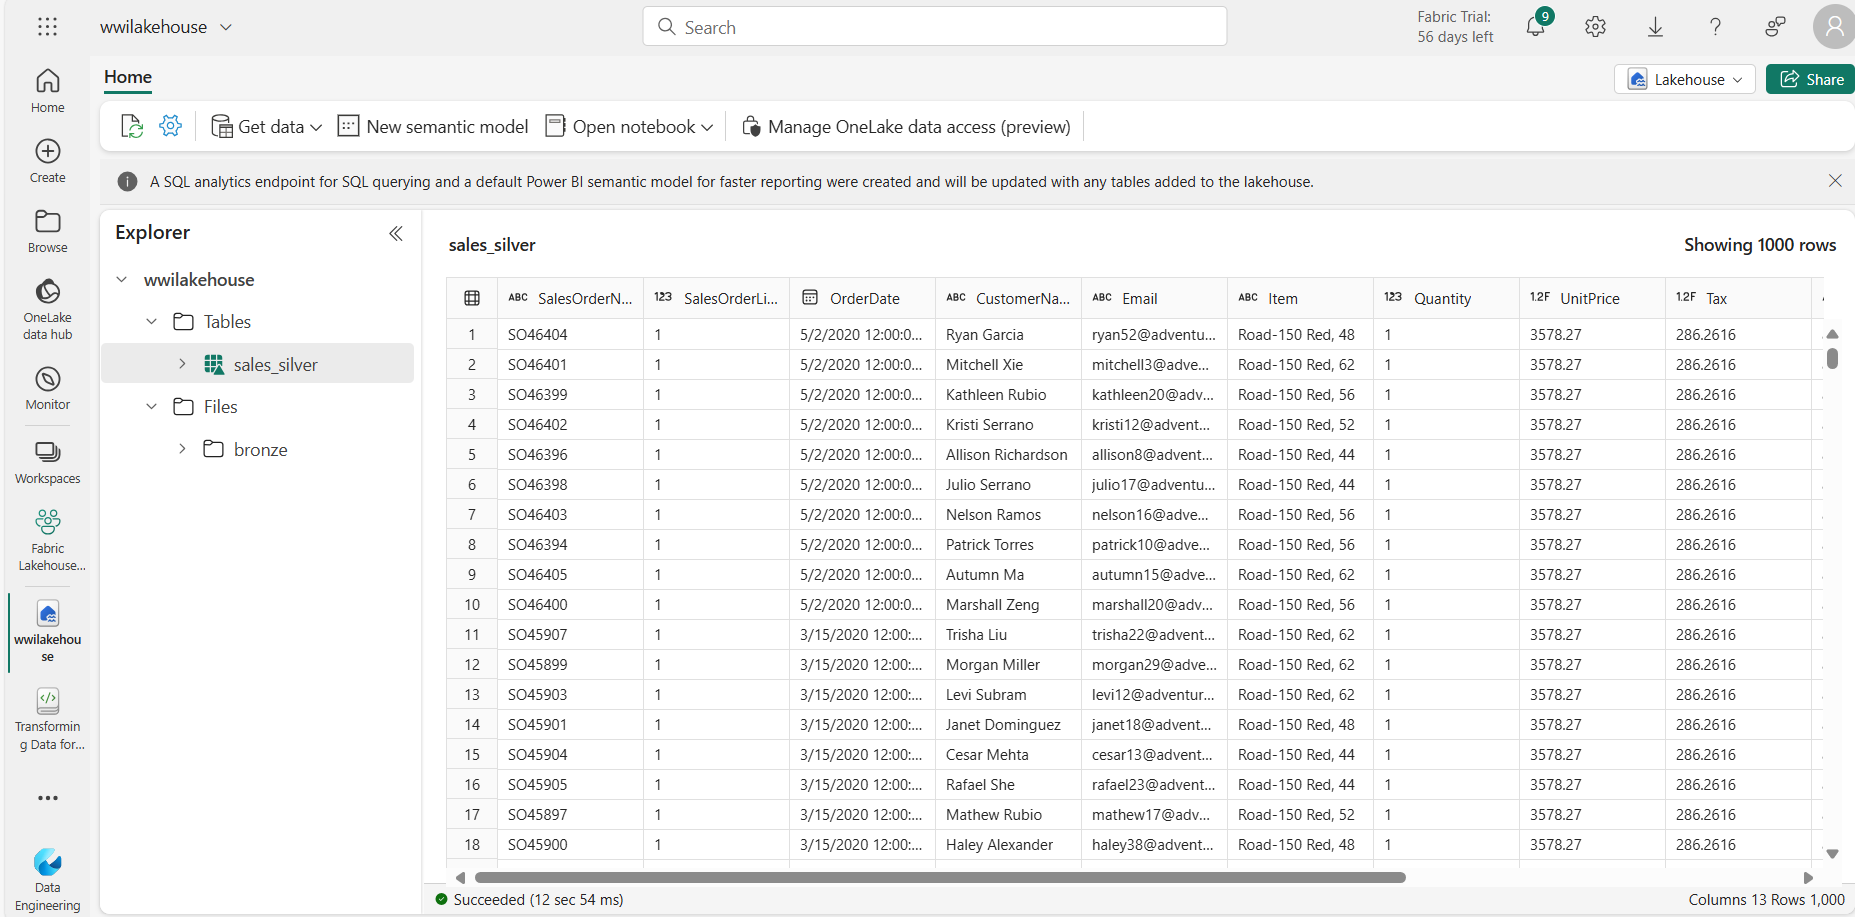 wwilakehouse
Search
Fabric Trial:
56 days left
9
Home
Lakehouse
Share
Get data
New semantic model
Open notebook
Manage OneLake data access (preview)
A SQL analytics endpoint for SQL querying and a default Power BI semantic model for faster reporting were created and will be updated with any tables added to the lakehouse.
Home
Create
Browse
OneLake
data hub
Monitor
Workspaces
Fabric
Lakehouse...
wwilakehou
se
Transformin
g Data for...
Data
Engineering
Explorer
wwilakehouse
Tables
sales_silver
Files
bronze
sales_silver
Showing 1000 rows
ABC SalesOrderN... 123 SalesOrderLi... OrderDate ABC CustomerNa... ABC Email ABC Item 123 Quantity 1.2F UnitPrice 1.2F Tax
1 SO46404 1 5/2/2020 12:00:0... Ryan Garcia ryan52@adventu... Road-150 Red, 48 1 3578.27 286.2616
2 SO46401 1 5/2/2020 12:00:0... Mitchell Xie mitchell3@adve... Road-150 Red, 62 1 3578.27 286.2616
3 SO46399 1 5/2/2020 12:00:0... Kathleen Rubio kathleen20@adv... Road-150 Red, 56 1 3578.27 286.2616
4 SO46402 1 5/2/2020 12:00:0... Kristi Serrano kristi12@advent... Road-150 Red, 52 1 3578.27 286.2616
5 SO46396 1 5/2/2020 12:00:0... Allison Richardson allison8@advent... Road-150 Red, 44 1 3578.27 286.2616
6 SO46398 1 5/2/2020 12:00:0... Julio Serrano julio17@adventu... Road-150 Red, 44 1 3578.27 286.2616
7 SO46403 1 5/2/2020 12:00:0... Nelson Ramos nelson16@adve... Road-150 Red, 56 1 3578.27 286.2616
8 SO46394 1 5/2/2020 12:00:0... Patrick Torres patrick10@adve... Road-150 Red, 56 1 3578.27 286.2616
9 SO46405 1 5/2/2020 12:00:0... Autumn Ma autumn15@adve... Road-150 Red, 62 1 3578.27 286.2616
10 SO46400 1 5/2/2020 12:00:0... Marshall Zeng marshall20@adv... Road-150 Red, 56 1 3578.27 286.2616
11 SO45907 1 3/15/2020 12:00:... Trisha Liu trisha22@advent... Road-150 Red, 62 1 3578.27 286.2616
12 SO45899 1 3/15/2020 12:00:... Morgan Miller morgan29@adve... Road-150 Red, 62 1 3578.27 286.2616
13 SO45903 1 3/15/2020 12:00:... Levi Subram levi12@adventur... Road-150 Red, 62 1 3578.27 286.2616
14 SO45901 1 3/15/2020 12:00:... Janet Dominguez janet18@advent... Road-150 Red, 48 1 3578.27 286.2616
15 SO45904 1 3/15/2020 12:00:... Cesar Mehta cesar13@advent... Road-150 Red, 44 1 3578.27 286.2616
16 SO45905 1 3/15/2020 12:00:... Rafael She rafael23@advent... Road-150 Red, 44 1 3578.27 286.2616
17 SO45897 1 3/15/2020 12:00:... Mathew Rubio mathew17@adv... Road-150 Red, 52 1 3578.27 286.2616
18 SO45900 1 3/15/2020 12:00:... Haley Alexander haley38@advent... Road-150 Red, 48 1 3578.27 286.2616
Succeeded (12 sec 54 ms)
Columns 13 Rows 1,000